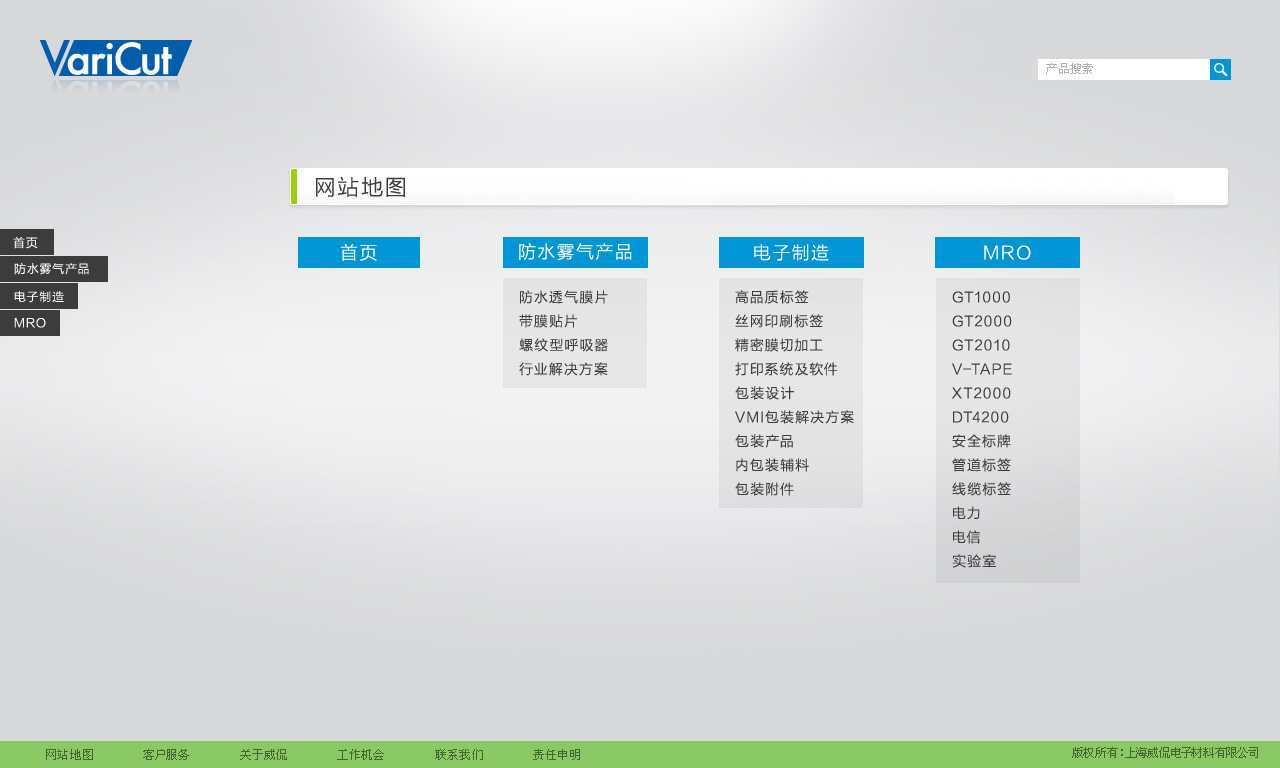 VariCut
产品搜索
网站地图
首页
防水雾气产品
电子制造
MRO
首页
防水雾气产品
防水透气膜片
带膜贴片
螺纹型呼吸器
行业解决方案
电子制造
高品质标签
丝网印刷标签
精密膜切加工
打印系统及软件
包装设计
VMI包装解决方案
包装产品
内包装辅料
包装附件
MRO
GT1000
GT2000
GT2010
V-TAPE
XT2000
DT4200
安全标牌
管道标签
线缆标签
电力
电信
实验室
网站地图
客户服务
关于威侃
工作机会
联系我们
责任申明
版权所有:上海威侃电子材料有限公司